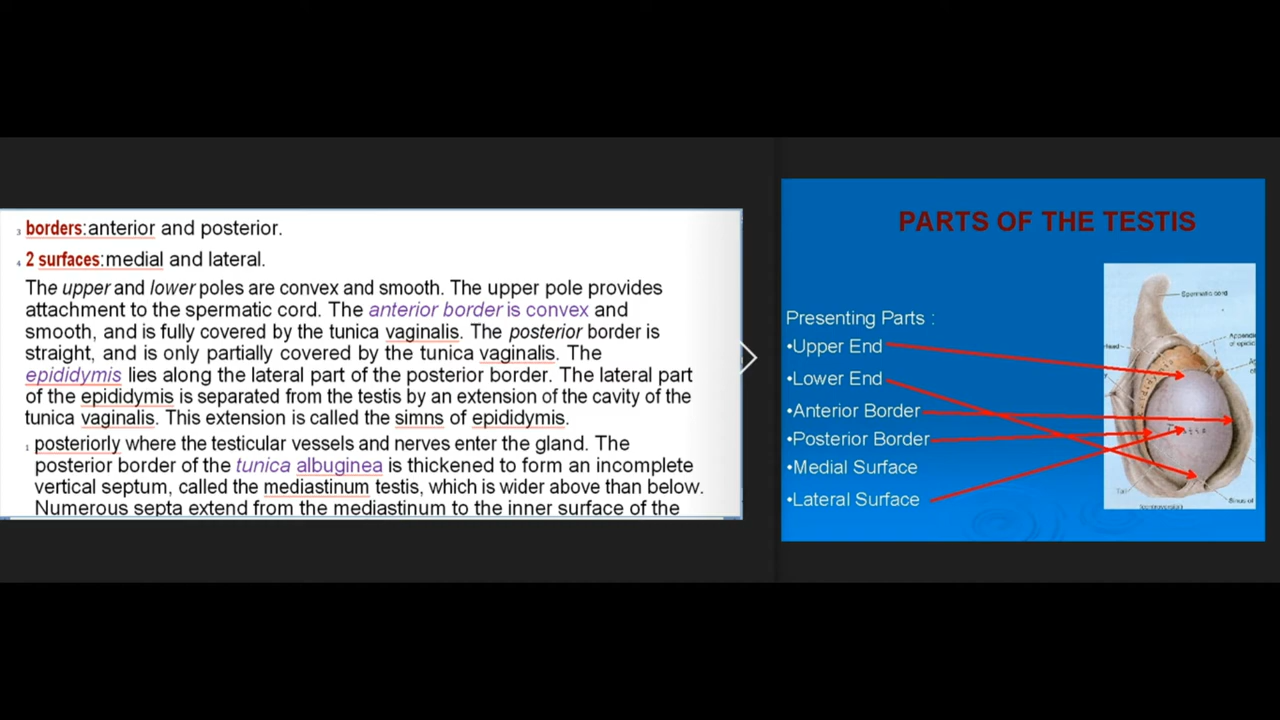 3 borders:anterior and posterior.
4 2 surfaces:medial and lateral.
The upper and lower poles are convex and smooth. The upper pole provides
attachment to the spermatic cord. The anterior border is convex and
smooth, and is fully covered by the tunica vaginalis. The posterior border is
straight, and is only partially covered by the tunica vaginalis. The
epididymis lies along the lateral part of the posterior border. The lateral part
of the epididymis is separated from the testis by an extension of the cavity of the
tunica vaginalis. This extension is called the simns of epididymis.
1 posteriorly where the testicular vessels and nerves enter the gland. The
posterior border of the tunica albuginea is thickened to form an incomplete
vertical septum, called the mediastinum testis, which is wider above than below.
Numerous septa extend from the mediastinum to the inner surface of the
PARTS OF THE TESTIS
Presenting Parts :
•Upper End
•Lower End
•Anterior Border
•Posterior Border
•Medial Surface
•Lateral Surface
Spermatic cord
Testis
Tail
Sinus of